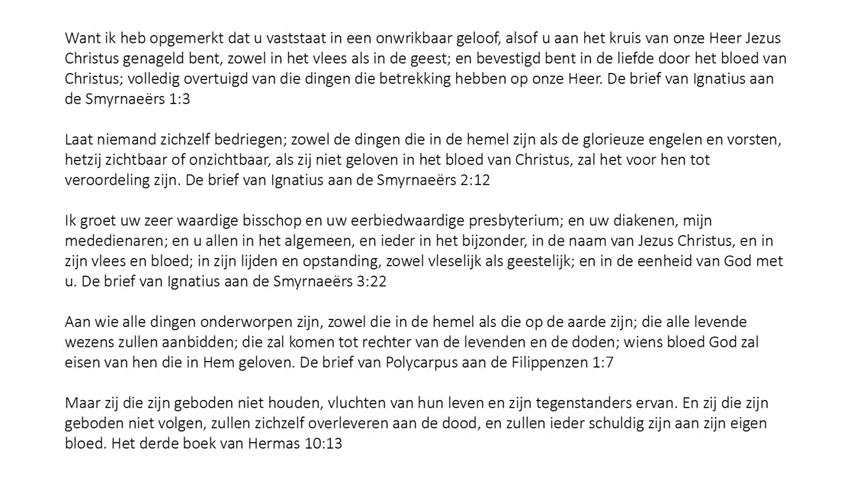 Want ik heb opgemerkt dat u vaststaat in een onwrikbaar geloof, alsof u aan het kruis van onze Heer Jezus
Christus genageld bent, zowel in het vlees als in de geest; en bevestigd bent in de liefde door het bloed van
Christus; volledig overtuigd van die dingen die betrekking hebben op onze Heer. De brief van Ignatius aan
de Smyrnaeërs 1:3
Laat niemand zichzelf bedriegen; zowel de dingen die in de hemel zijn als de glorieuze engelen en vorsten,
hetzij zichtbaar of onzichtbaar, als zij niet geloven in het bloed van Christus, zal het voor hen tot
veroordeling zijn. De brief van Ignatius aan de Smyrnaeërs 2:12
Ik groet uw zeer waardige bisschop en uw eerbiedwaardige presbyterium; en uw diakenen, mijn
mededienaren; en u allen in het algemeen, en ieder in het bijzonder, in de naam van Jezus Christus, en in
zijn vlees en bloed; in zijn lijden en opstanding, zowel vleselijk als geestelijk; en in de eenheid van God met
u. De brief van Ignatius aan de Smyrnaeërs 3:22
Aan wie alle dingen onderworpen zijn, zowel die in de hemel als die op de aarde zijn; die alle levende
wezens zullen aanbidden; die zal komen tot rechter van de levenden en de doden; wiens bloed God zal
eisen van hen die in Hem geloven. De brief van Polycarpus aan de Filippenzen 1:7
Maar zij die zijn geboden niet houden, vluchten van hun leven en zijn tegenstanders ervan. En zij die zijn
geboden niet volgen, zullen zichzelf overleveren aan de dood, en zullen ieder schuldig zijn aan zijn eigen
bloed. Het derde boek van Hermas 10:13